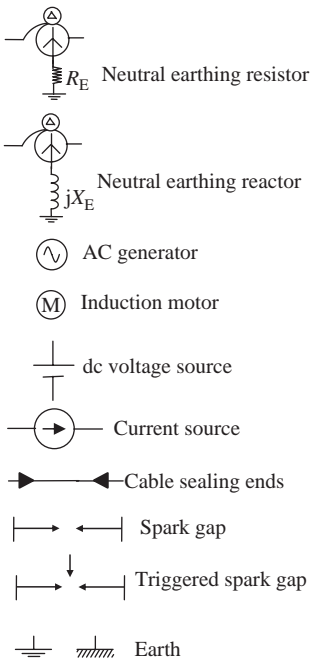 R_E Neutral earthing resistor
jX_E Neutral earthing reactor
AC generator
M Induction motor
dc voltage source
Current source
Cable sealing ends
Spark gap
Triggered spark gap
Earth